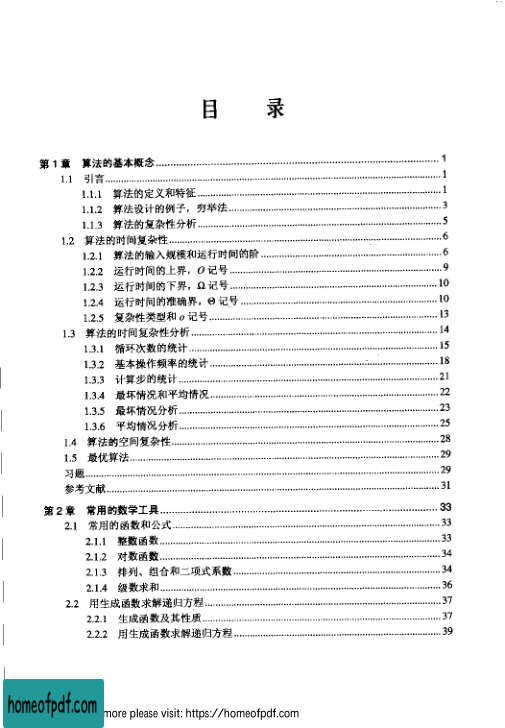 目 录
第 1 章 算法的基本概念 1
1.1 引言 1
1.1.1 算法的定义和特征 1
1.1.2 算法设计的例子，穷举法 3
1.1.3 算法的复杂性分析 5
1.2 算法的时间复杂性 6
1.2.1 算法的输入规模和运行时间的阶 6
1.2.2 运行时间的上界，O 记号 9
1.2.3 运行时间的下界，Ω 记号 10
1.2.4 运行时间的准确界，Θ 记号 10
1.2.5 复杂性类型和 o 记号 13
1.3 算法的时间复杂性分析 14
1.3.1 循环次数的统计 15
1.3.2 基本操作频率的统计 18
1.3.3 计算步的统计 21
1.3.4 最坏情况和平均情况 22
1.3.5 最坏情况分析 23
1.3.6 平均情况分析 25
1.4 算法的空间复杂性 28
1.5 最优算法 29
习题 29
参考文献 31
第 2 章 常用的数学工具 33
2.1 常用的函数和公式 33
2.1.1 整数函数 33
2.1.2 对数函数 34
2.1.3 排列、组合和二项式系数 34
2.1.4 级数求和 36
2.2 用生成函数求解递归方程 37
2.2.1 生成函数及其性质 37
2.2.2 用生成函数求解递归方程 39
homeofpdf.com
more please visit: https://homeofpdf.com